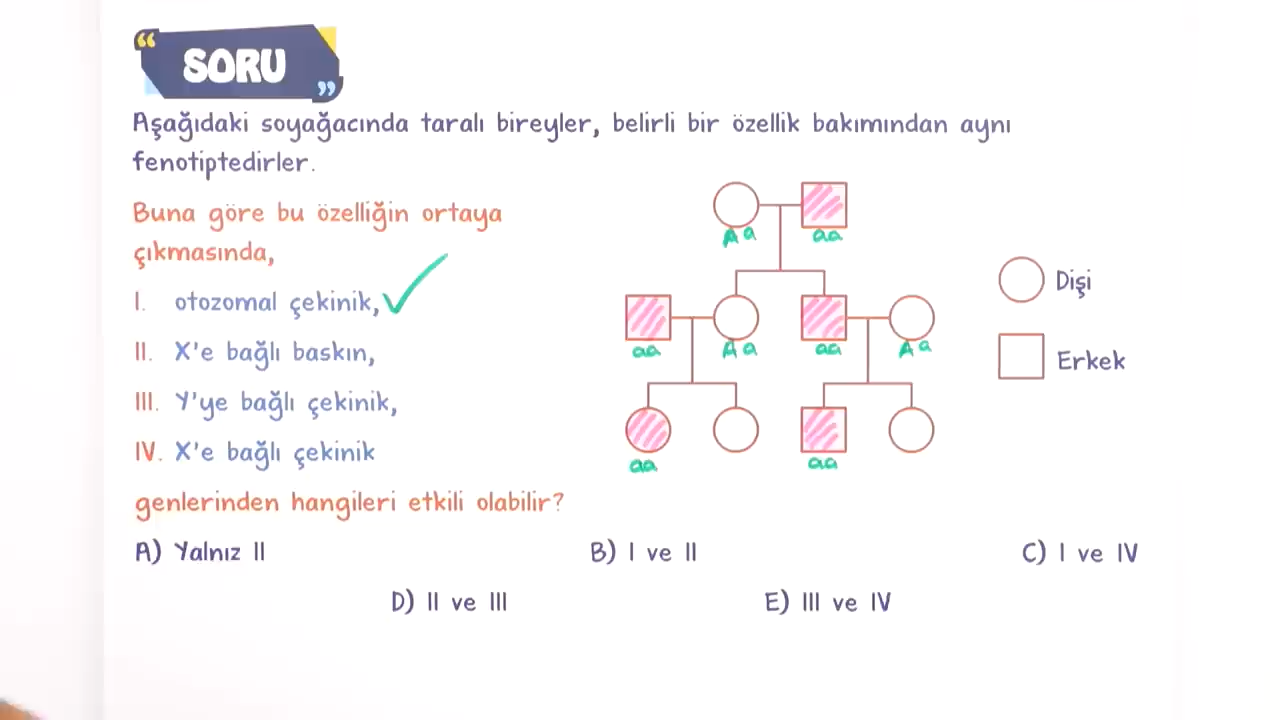 “ SORU ”
Aşağıdaki soyağacında taralı bireyler, belirli bir özellik bakımından aynı
fenotiptedirler.
Buna göre bu özelliğin ortaya
çıkmasında,
I. otozomal çekinik,
II. X'e bağlı baskın,
III. Y'ye bağlı çekinik,
IV. X'e bağlı çekinik
genlerinden hangileri etkili olabilir?
Aa aa
aa Aa aa Aa
aa aa
Dişi
Erkek
A) Yalnız II B) I ve II C) I ve IV
D) II ve III E) III ve IV